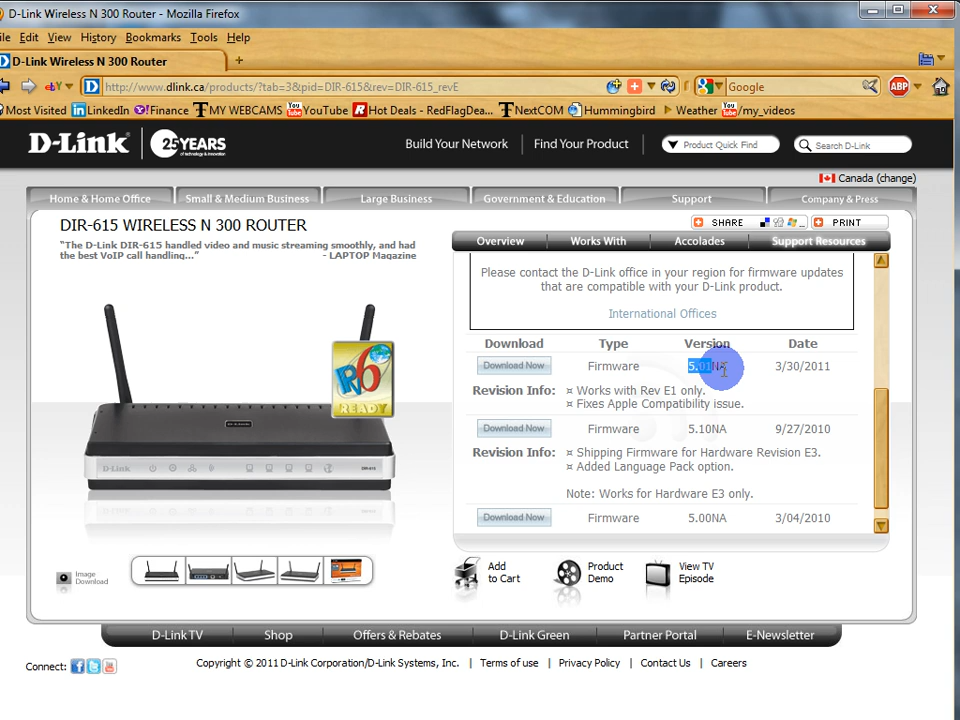 D-Link Wireless N 300 Router - Mozilla Firefox
ile Edit View History Bookmarks Tools Help
D-Link Wireless N 300 Router +
http://www.dlink.ca/products/?tab=3&pid=DIR-615&rev=DIR-615_revE
Google
ABP
Most Visited LinkedIn Y!Finance MY WEBCAMS YouTube Hot Deals - RedFlagDea... NextCOM Hummingbird Weather /my_videos
D-Link 25 YEARS
Build Your Network Find Your Product Product Quick Find Search D-Link
Canada (change)
Home & Home Office Small & Medium Business Large Business Government & Education Support Company & Press
DIR-615 WIRELESS N 300 ROUTER
SHARE PRINT
"The D-Link DIR-615 handled video and music streaming smoothly, and had
the best VoIP call handling..." - LAPTOP Magazine
Overview Works With Accolades Support Resources
Please contact the D-Link office in your region for firmware updates
that are compatible with your D-Link product.
International Offices
Download Type Version Date
Download Now Firmware 5.01NA 3/30/2011
Revision Info: ¤ Works with Rev E1 only.
¤ Fixes Apple Compatibility issue.
Download Now Firmware 5.10NA 9/27/2010
Revision Info: ¤ Shipping Firmware for Hardware Revision E3.
¤ Added Language Pack option.
Note: Works for Hardware E3 only.
Download Now Firmware 5.00NA 3/04/2010
R6
READY
D-Link
DIR-615
Image
Download
Add
to Cart
Product
Demo
View TV
Episode
D-Link TV Shop Offers & Rebates D-Link Green Partner Portal E-Newsletter
Connect:
Copyright © 2011 D-Link Corporation/D-Link Systems, Inc. | Terms of use | Privacy Policy | Contact Us | Careers